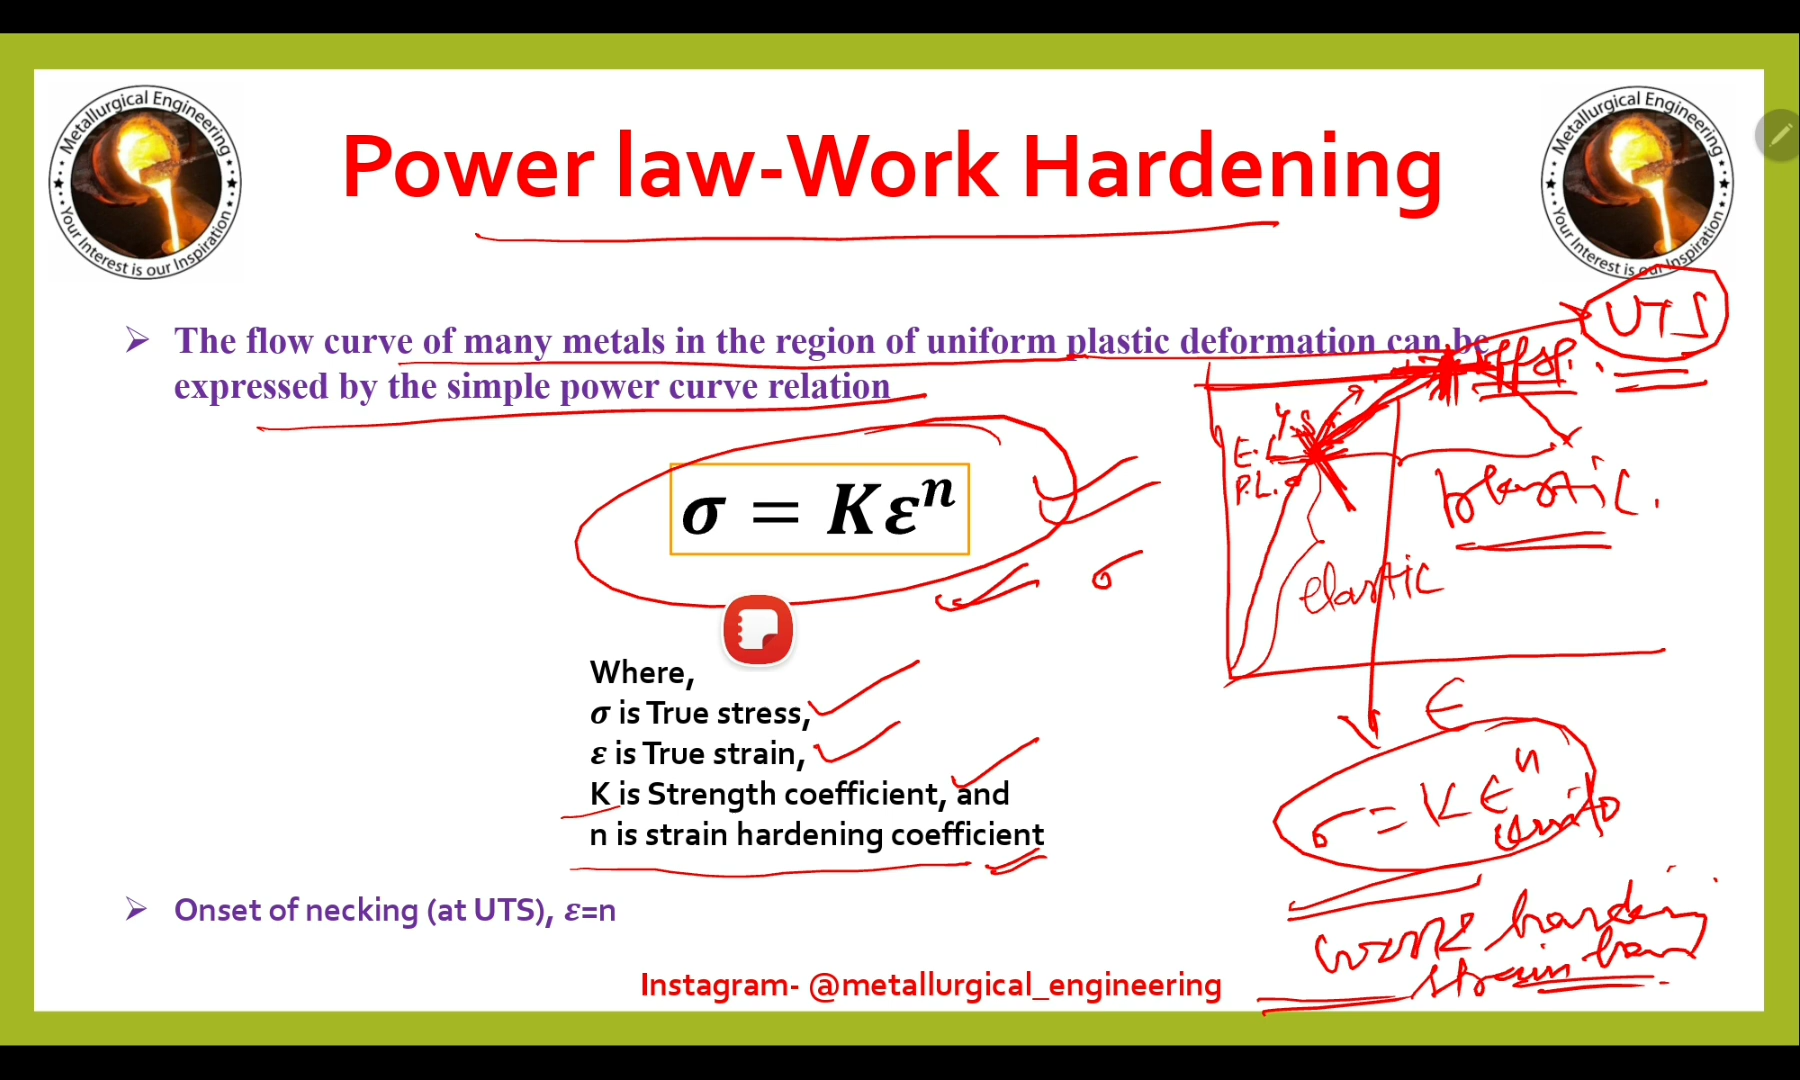 Metallurgical Engineering
Your Interest is our Inspiration
Metallurgical Engineering
Your Interest is our Inspiration
Power law-Work Hardening
➢ The flow curve of many metals in the region of uniform plastic deformation can be
expressed by the simple power curve relation
UTS
Y.S
E.L
P.L.
σ = Kεⁿ
plastic.
σ
elastic
Where,
σ is True stress,
ε is True strain,
K is Strength coefficient, and
n is strain hardening coefficient
ϵ
σ = K ϵⁿ
➢ Onset of necking (at UTS), ε=n
work hardening
strain
Instagram- @metallurgical_engineering